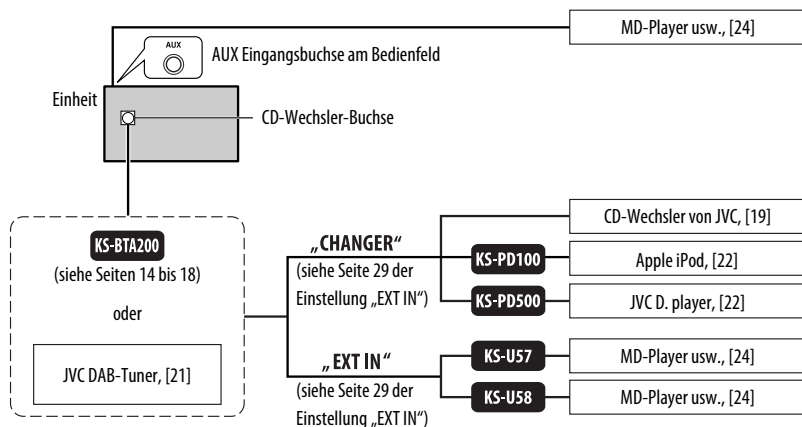 MD-Player usw., [24]
AUX
AUX Eingangsbuchse am Bedienfeld
Einheit
CD-Wechsler-Buchse
KS-BTA200
(siehe Seiten 14 bis 18)
oder
JVC DAB-Tuner, [21]
„CHANGER“
(siehe Seite 29 der
Einstellung „EXT IN“)
CD-Wechsler von JVC, [19]
KS-PD100
Apple iPod, [22]
KS-PD500
JVC D. player, [22]
„EXT IN“
(siehe Seite 29 der
Einstellung „EXT IN“)
KS-U57
MD-Player usw., [24]
KS-U58
MD-Player usw., [24]